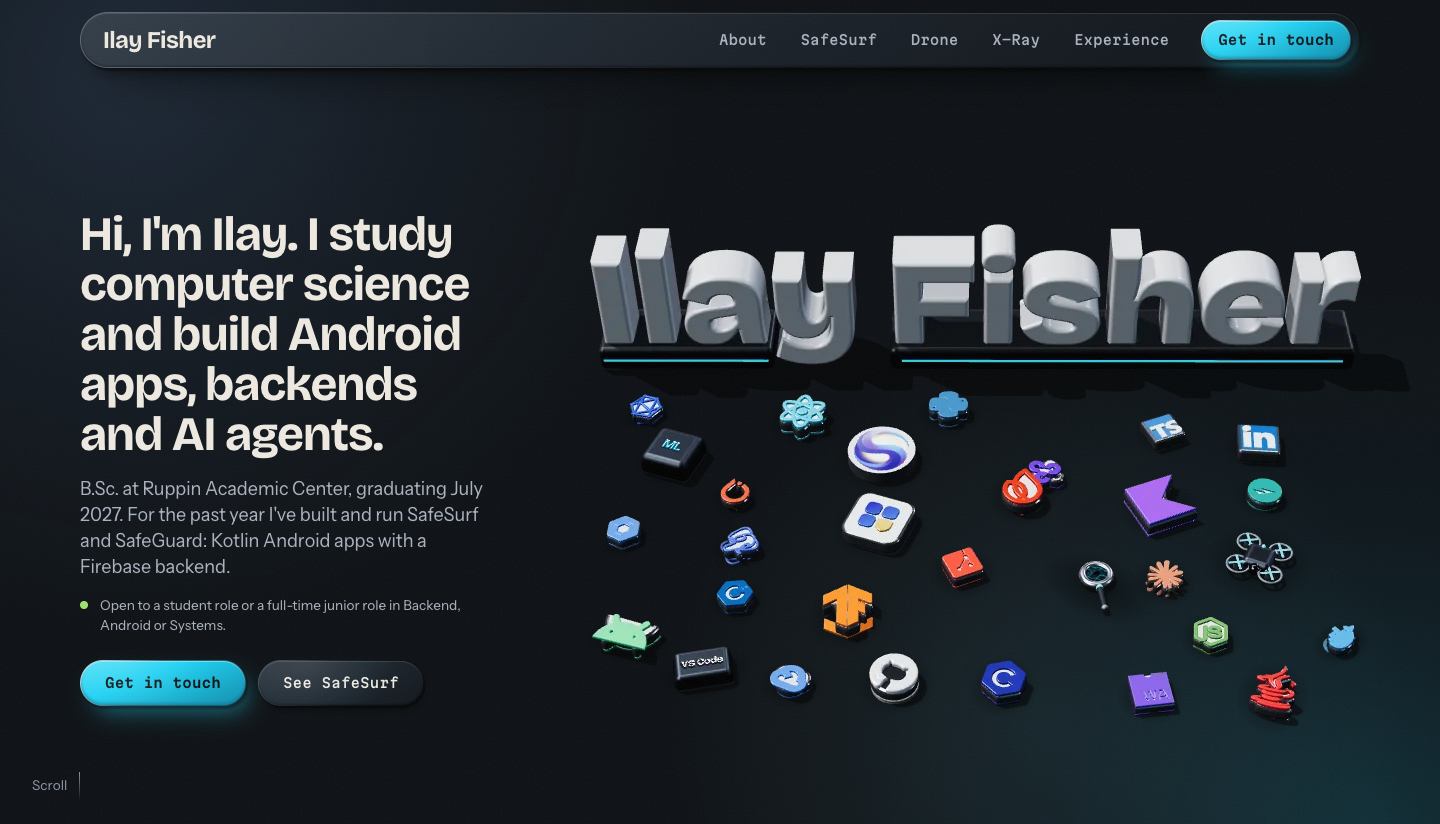 Ilay Fisher
About
SafeSurf
Drone
X-Ray
Experience
Get in touch
Hi, I'm Ilay. I study
computer science
and build Android
apps, backends
and AI agents.
B.Sc. at Ruppin Academic Center, graduating July
2027. For the past year I've built and run SafeSurf
and SafeGuard: Kotlin Android apps with a
Firebase backend.
Open to a student role or a full-time junior role in Backend,
Android or Systems.
Get in touch
See SafeSurf
Scroll
Ilay Fisher
ML
TS
in
C
JS
VS Code
C
WA